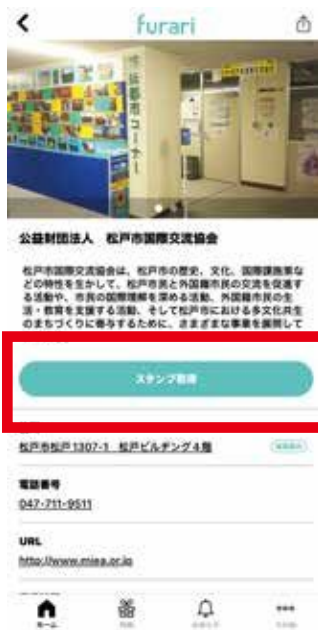 furari
公益財団法人 松戸市国際交流協会
松戸市国際交流協会は、松戸市の歴史、文化、国際課施策な
どの特性を生かして、松戸市民と外国籍市民の交流を促進す
る活動や、市民の国際理解を深める活動、外国籍市民の生
活・教育を支援する活動、そして松戸市における多文化共生
のまちづくりに寄与するために、さまざまな事業を展開して
スタンプ取得
松戸市松戸1307-1 松戸ビルヂング4階
電話番号
047-711-9511
URL
http://www.miea.or.jp
ホーム